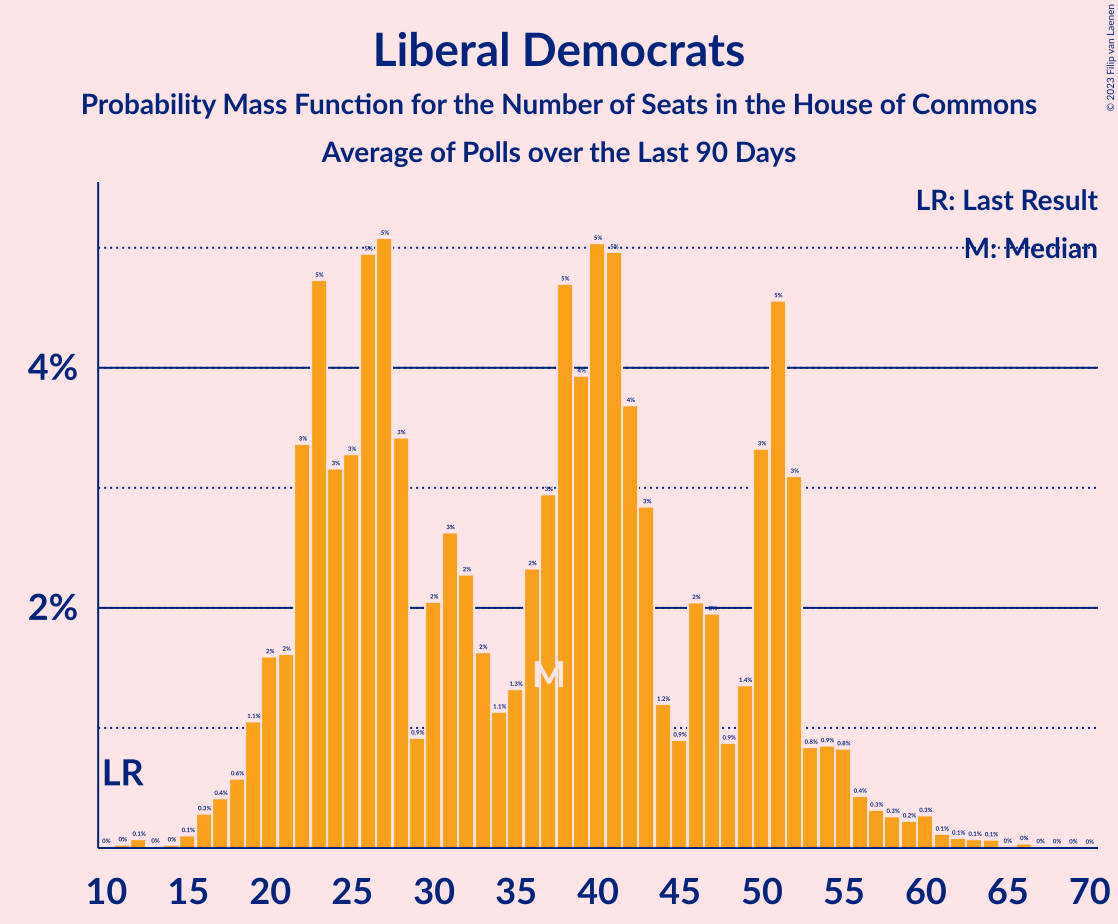 Liberal Democrats
Probability Mass Function for the Number of Seats in the House of Commons
Average of Polls over the Last 90 Days
© 2023 Filip van Laenen
LR: Last Result
M: Median
4%
2%
0% 0% 0.1% 0% 0% 0.1% 0.3% 0.4% 0.6% 1.1% 2% 2% 3% 5% 3% 3% 5% 5% 3% 0.9% 2% 3% 2% 2% 1.1% 1.3% 2% 3% 5% 4% 5% 5% 4% 3% 1.2% 0.9% 2% 2% 0.9% 1.4% 3% 5% 3% 0.8% 0.9% 0.8% 0.4% 0.3% 0.3% 0.2% 0.3% 0.1% 0.1% 0.1% 0.1% 0% 0% 0% 0% 0% 0%
M
LR
10 15 20 25 30 35 40 45 50 55 60 65 70